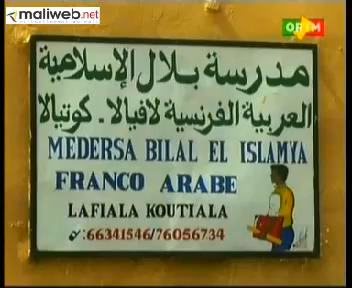 maliweb.net
ORTM
مدرسة بلال الإسلامية
العربية الفرنسية لافيالا - كوتيالا
MEDERSA BILAL EL ISLAMYA
FRANCO ARABE
LAFIALA KOUTIALA
:66341546/76056734